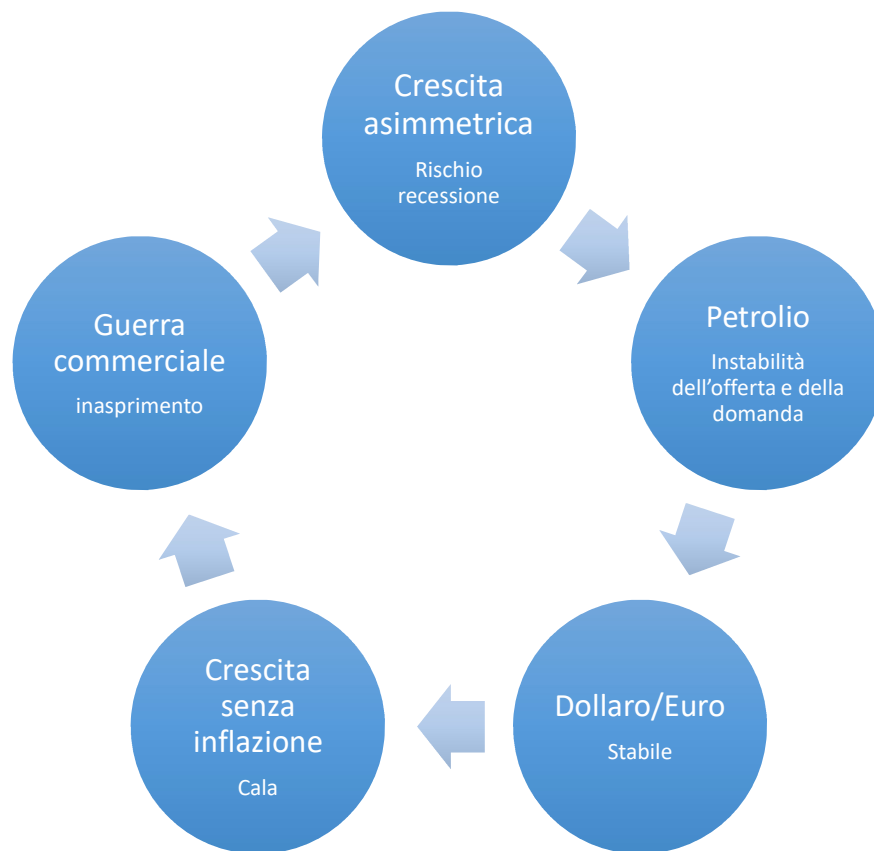 Crescita
asimmetrica
Rischio
recessione
Petrolio
Instabilità
dell’offerta e della
domanda
Dollaro/Euro
Stabile
Crescita
senza
inflazione
Cala
Guerra
commerciale
inasprimento